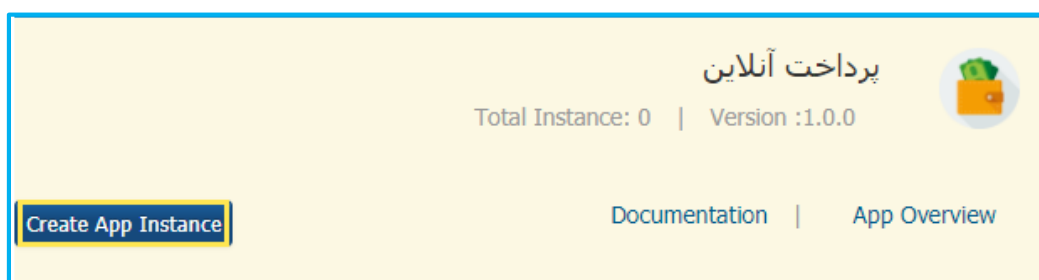 پرداخت آنلاین
Total Instance: 0 | Version :1.0.0
Documentation | App Overview
Create App Instance